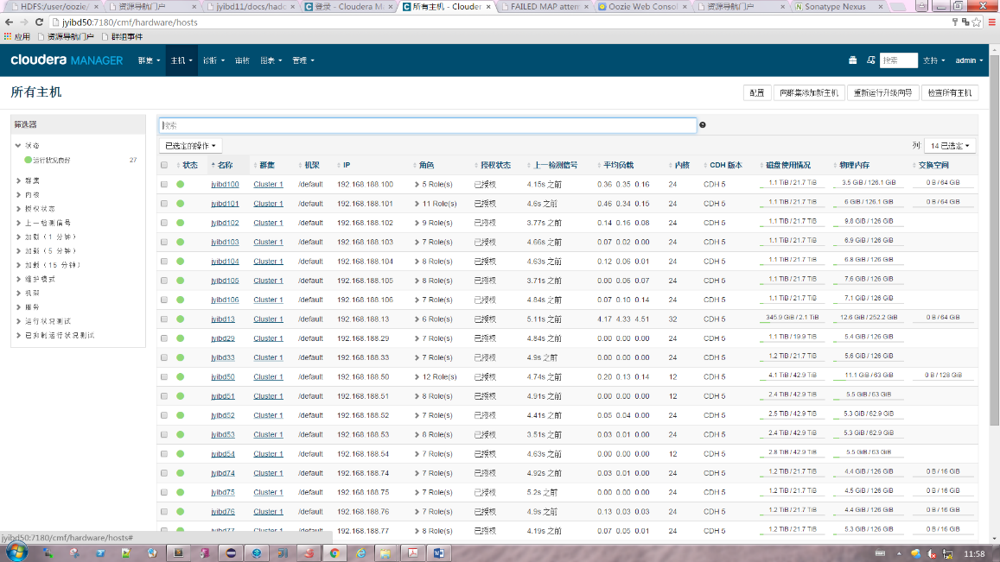 HDFS:/user/oozie/ 资源导航门户 jyibd11/docs/hado 登录 - Cloudera Ma 所有主机 - Clouder FAILED MAP attem Oozie Web Consol 资源导航门户 Sonatype Nexus
jyibd50:7180/cmf/hardware/hosts
应用 资源导航门户 群组事件
cloudera MANAGER 群集 主机 诊断 审核 图表 管理 搜索 支持 admin
所有主机 配置 向群集添加新主机 重新运行升级向导 检查所有主机
筛选器 搜索
状态 已选定的操作 列: 14 已选定
运行状况良好 27
群集
内核
授权状态
上一检测信号
加载（1 分钟）
加载（5 分钟）
加载（15 分钟）
维护模式
机架
服务
运行状况测试
已抑制运行状况测试
状态 名称 群集 机架 IP 角色 授权状态 上一检测信号 平均负载 内核 CDH 版本 磁盘使用情况 物理内存 交换空间
jyibd100 Cluster 1 /default 192.168.188.100 5 Role(s) 已授权 4.15s 之前 0.36 0.35 0.16 24 CDH 5 1.1 TiB / 21.7 TiB 3.5 GiB / 126.1 GiB 0 B / 64 GiB
jyibd101 Cluster 1 /default 192.168.188.101 11 Role(s) 已授权 4.6s 之前 0.46 0.34 0.15 24 CDH 5 1.1 TiB / 21.7 TiB 6 GiB / 126.1 GiB 0 B / 64 GiB
jyibd102 Cluster 1 /default 192.168.188.102 9 Role(s) 已授权 3.77s 之前 0.14 0.16 0.08 24 CDH 5 1.1 TiB / 21.7 TiB 9.8 GiB / 126 GiB
jyibd103 Cluster 1 /default 192.168.188.103 7 Role(s) 已授权 4.66s 之前 0.07 0.02 0.00 24 CDH 5 1.1 TiB / 21.7 TiB 6.9 GiB / 126 GiB
jyibd104 Cluster 1 /default 192.168.188.104 8 Role(s) 已授权 4.63s 之前 0.12 0.06 0.01 24 CDH 5 1.1 TiB / 21.7 TiB 6.8 GiB / 126 GiB
jyibd105 Cluster 1 /default 192.168.188.105 8 Role(s) 已授权 3.71s 之前 0.00 0.06 0.07 24 CDH 5 1.1 TiB / 21.7 TiB 7.6 GiB / 126 GiB
jyibd106 Cluster 1 /default 192.168.188.106 7 Role(s) 已授权 4.84s 之前 0.07 0.10 0.14 24 CDH 5 1.1 TiB / 21.7 TiB 7.1 GiB / 126 GiB
jyibd13 Cluster 1 /default 192.168.188.13 6 Role(s) 已授权 5.11s 之前 4.17 4.33 4.51 32 CDH 5 345.9 GiB / 2.1 TiB 12.6 GiB / 252.2 GiB 0 B / 64 GiB
jyibd29 Cluster 1 /default 192.168.188.29 7 Role(s) 已授权 4.84s 之前 0.00 0.00 0.00 24 CDH 5 1.1 TiB / 19.9 TiB 5.4 GiB / 126 GiB
jyibd33 Cluster 1 /default 192.168.188.33 7 Role(s) 已授权 4.9s 之前 0.00 0.00 0.00 24 CDH 5 1.2 TiB / 21.7 TiB 5.6 GiB / 126 GiB
jyibd50 Cluster 1 /default 192.168.188.50 12 Role(s) 已授权 4.74s 之前 0.20 0.13 0.14 12 CDH 5 4.1 TiB / 42.9 TiB 11.1 GiB / 63 GiB 0 B / 128 GiB
jyibd51 Cluster 1 /default 192.168.188.51 8 Role(s) 已授权 4.91s 之前 0.00 0.00 0.00 12 CDH 5 2.4 TiB / 42.9 TiB 5.5 GiB / 63 GiB
jyibd52 Cluster 1 /default 192.168.188.52 7 Role(s) 已授权 4.41s 之前 0.05 0.04 0.00 24 CDH 5 2.5 TiB / 42.9 TiB 5.3 GiB / 62.9 GiB
jyibd53 Cluster 1 /default 192.168.188.53 8 Role(s) 已授权 3.51s 之前 0.03 0.01 0.00 24 CDH 5 2.4 TiB / 42.9 TiB 5.3 GiB / 62.9 GiB
jyibd54 Cluster 1 /default 192.168.188.54 7 Role(s) 已授权 4.63s 之前 0.00 0.00 0.00 12 CDH 5 2.8 TiB / 42.9 TiB 5.5 GiB / 63 GiB
jyibd74 Cluster 1 /default 192.168.188.74 7 Role(s) 已授权 4.92s 之前 0.03 0.01 0.00 24 CDH 5 1.2 TiB / 21.7 TiB 4.4 GiB / 126 GiB 0 B / 16 GiB
jyibd75 Cluster 1 /default 192.168.188.75 7 Role(s) 已授权 5.2s 之前 0.00 0.00 0.00 24 CDH 5 1.2 TiB / 21.7 TiB 4.5 GiB / 126 GiB 0 B / 16 GiB
jyibd76 Cluster 1 /default 192.168.188.76 7 Role(s) 已授权 4.9s 之前 0.13 0.03 0.03 24 CDH 5 1.2 TiB / 21.7 TiB 4.4 GiB / 126 GiB 0 B / 16 GiB
jyibd77 Cluster 1 /default 192.168.188.77 8 Role(s) 已授权 4.19s 之前 0.07 0.05 0.01 24 CDH 5 1.2 TiB / 21.7 TiB 5.3 GiB / 126 GiB 0 B / 16 GiB
jyibd50:7180/cmf/hardware/hosts#
11:58